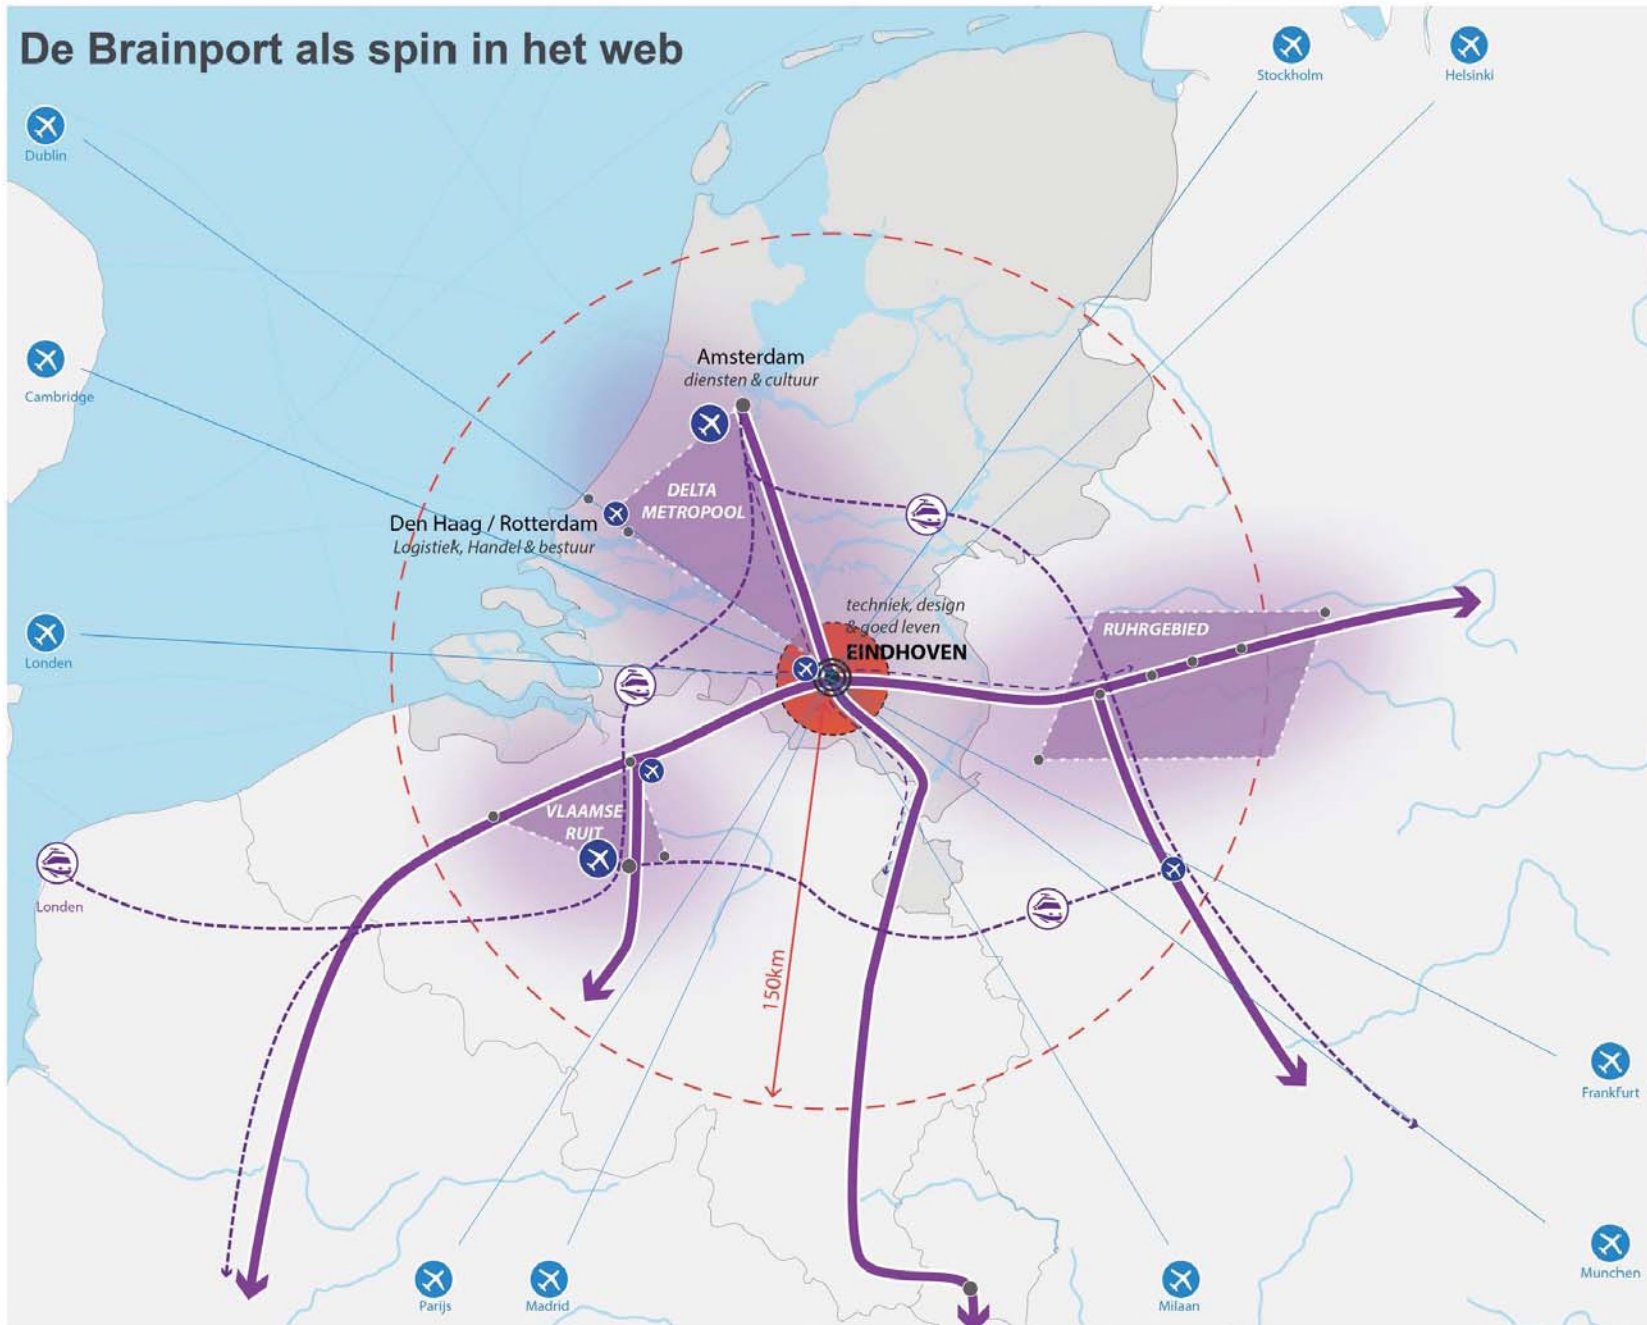 De Brainport als spin in het web
Stockholm
Helsinki
Dublin
Cambridge
Amsterdam
diensten & cultuur
DELTA
METROPOOL
Den Haag / Rotterdam
Logistiek, Handel & bestuur
techniek, design
& goed leven
EINDHOVEN
RUHRGEBIED
Londen
VLAAMSE
RUIT
Londen
150km
Frankfurt
Munchen
Parijs
Madrid
Milaan